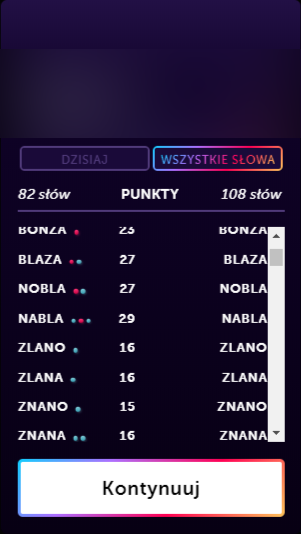 DZISIAJ WSZYSTKIE SŁOWA
82 słów PUNKTY 108 słów
BONZA 23 BONZA
BLAZA 27 BLAZA
NOBLA 27 NOBLA
NABLA 29 NABLA
ZLANO 16 ZLANO
ZLANA 16 ZLANA
ZNANO 15 ZNANO
ZNANA 16 ZNANA
Kontynuuj